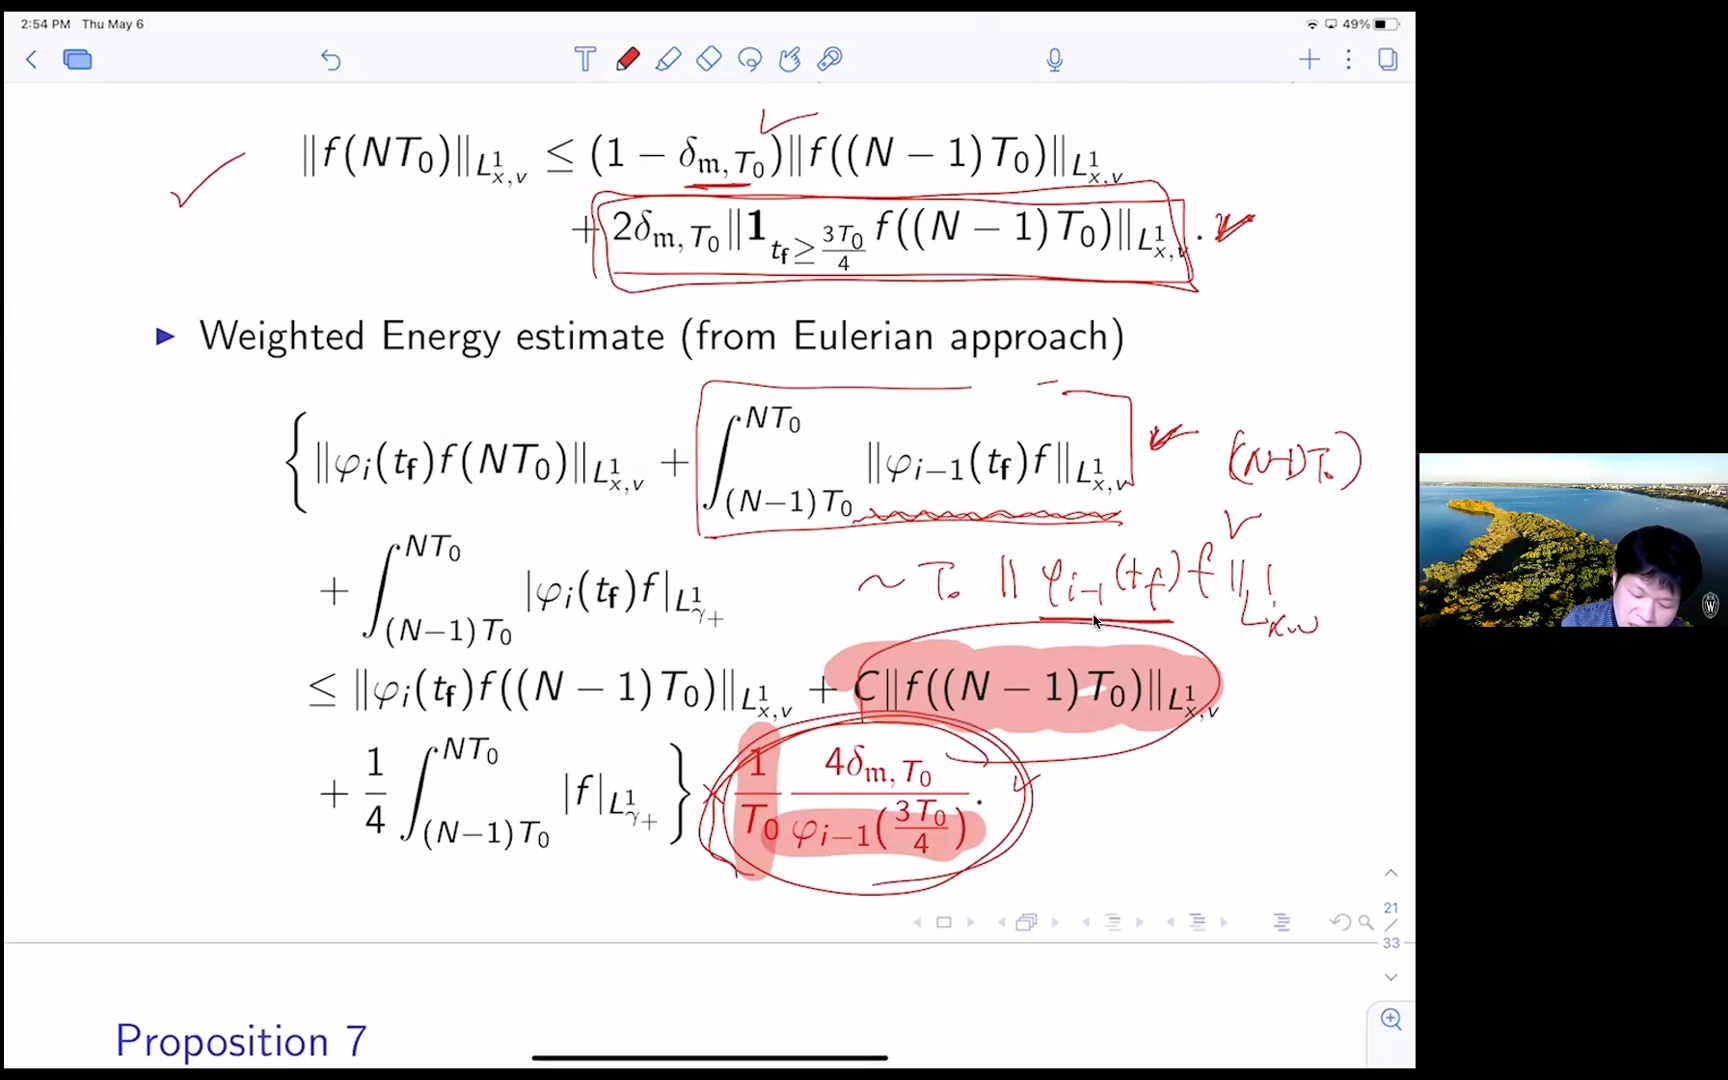 2:54 PM Thu May 6
49%
‖f(NT₀)‖_{L¹_{x,v}} ≤ (1 − δ_{𝔪,T₀})‖f((N − 1)T₀)‖_{L¹_{x,v}}
+ 2δ_{𝔪,T₀}‖𝟏_{t_𝐟≥3T₀/4} f((N − 1)T₀)‖_{L¹_{x,v}}.
▶ Weighted Energy estimate (from Eulerian approach)
{‖φ_i(t_𝐟)f(NT₀)‖_{L¹_{x,v}} + ∫_{(N−1)T₀}^{NT₀} ‖φ_{i−1}(t_𝐟)f‖_{L¹_{x,v}} ((N-1)T₀)
+ ∫_{(N−1)T₀}^{NT₀} |φ_i(t_𝐟)f|_{L¹_{γ+}} ~ T₀ ‖φ_{i-1}(t_f) f‖_{L¹_{x,v}}
≤ ‖φ_i(t_𝐟)f((N − 1)T₀)‖_{L¹_{x,v}} + C‖f((N − 1)T₀)‖_{L¹_{x,v}}
+ 1/4 ∫_{(N−1)T₀}^{NT₀} |f|_{L¹_{γ+}}} × 1/T₀ 4δ_{𝔪,T₀}/φ_{i−1}(3T₀/4).
21
/
33
Proposition 7
W